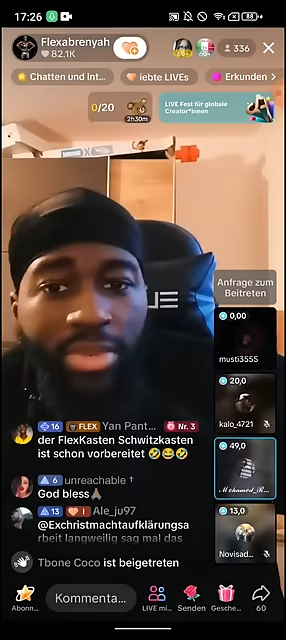 17:26
88
Flexabrenyah
82.1K
336
Chatten und Int...
iebte LIVEs
Erkunden
0/20
2h30m
LIVE Fest für globale
Creator*innen
Anfrage zum
Beitreten
0,00
musti3555
20,0
kaio_4721
49,0
Mohamed_R...
13,0
Novisad...
16 FLEX Yan Pant... Nr. 3
der FlexKasten Schwitzkasten
ist schon vorbereitet 🤣😂🤣
6 unreachable †
God bless🙏🏽
13 I Ale_ju97
@Exchristmachtaufklärungsa
rbeit langweilig sag mal das
Tbone Coco ist beigetreten
Kommenta...
Abonn...
LIVE mi...
Senden
Gesche...
60